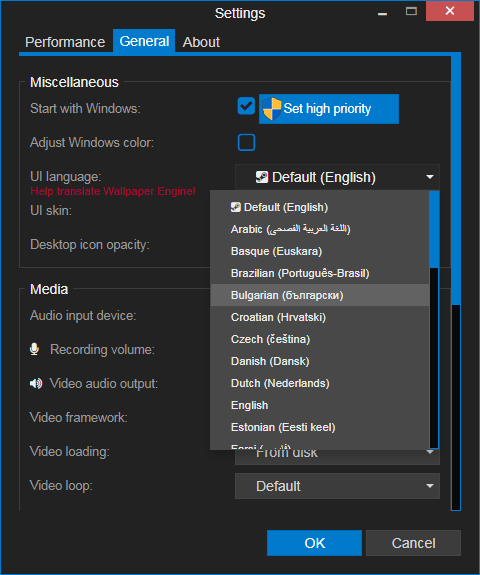 Settings
Performance General About
Miscellaneous
Start with Windows: Set high priority
Adjust Windows color:
UI language: Default (English)
Help translate Wallpaper Engine!
UI skin:
Default (English)
Arabic (اللغة العربية الفصحى)
Basque (Euskara)
Brazilian (Português-Brasil)
Bulgarian (български)
Croatian (Hrvatski)
Czech (čeština)
Danish (Dansk)
Dutch (Nederlands)
English
Estonian (Eesti keel)
Farsi (فارسی)
Desktop icon opacity:
Media
Audio input device:
Recording volume:
Video audio output:
Video framework:
Video loading: From disk
Video loop: Default
OK Cancel